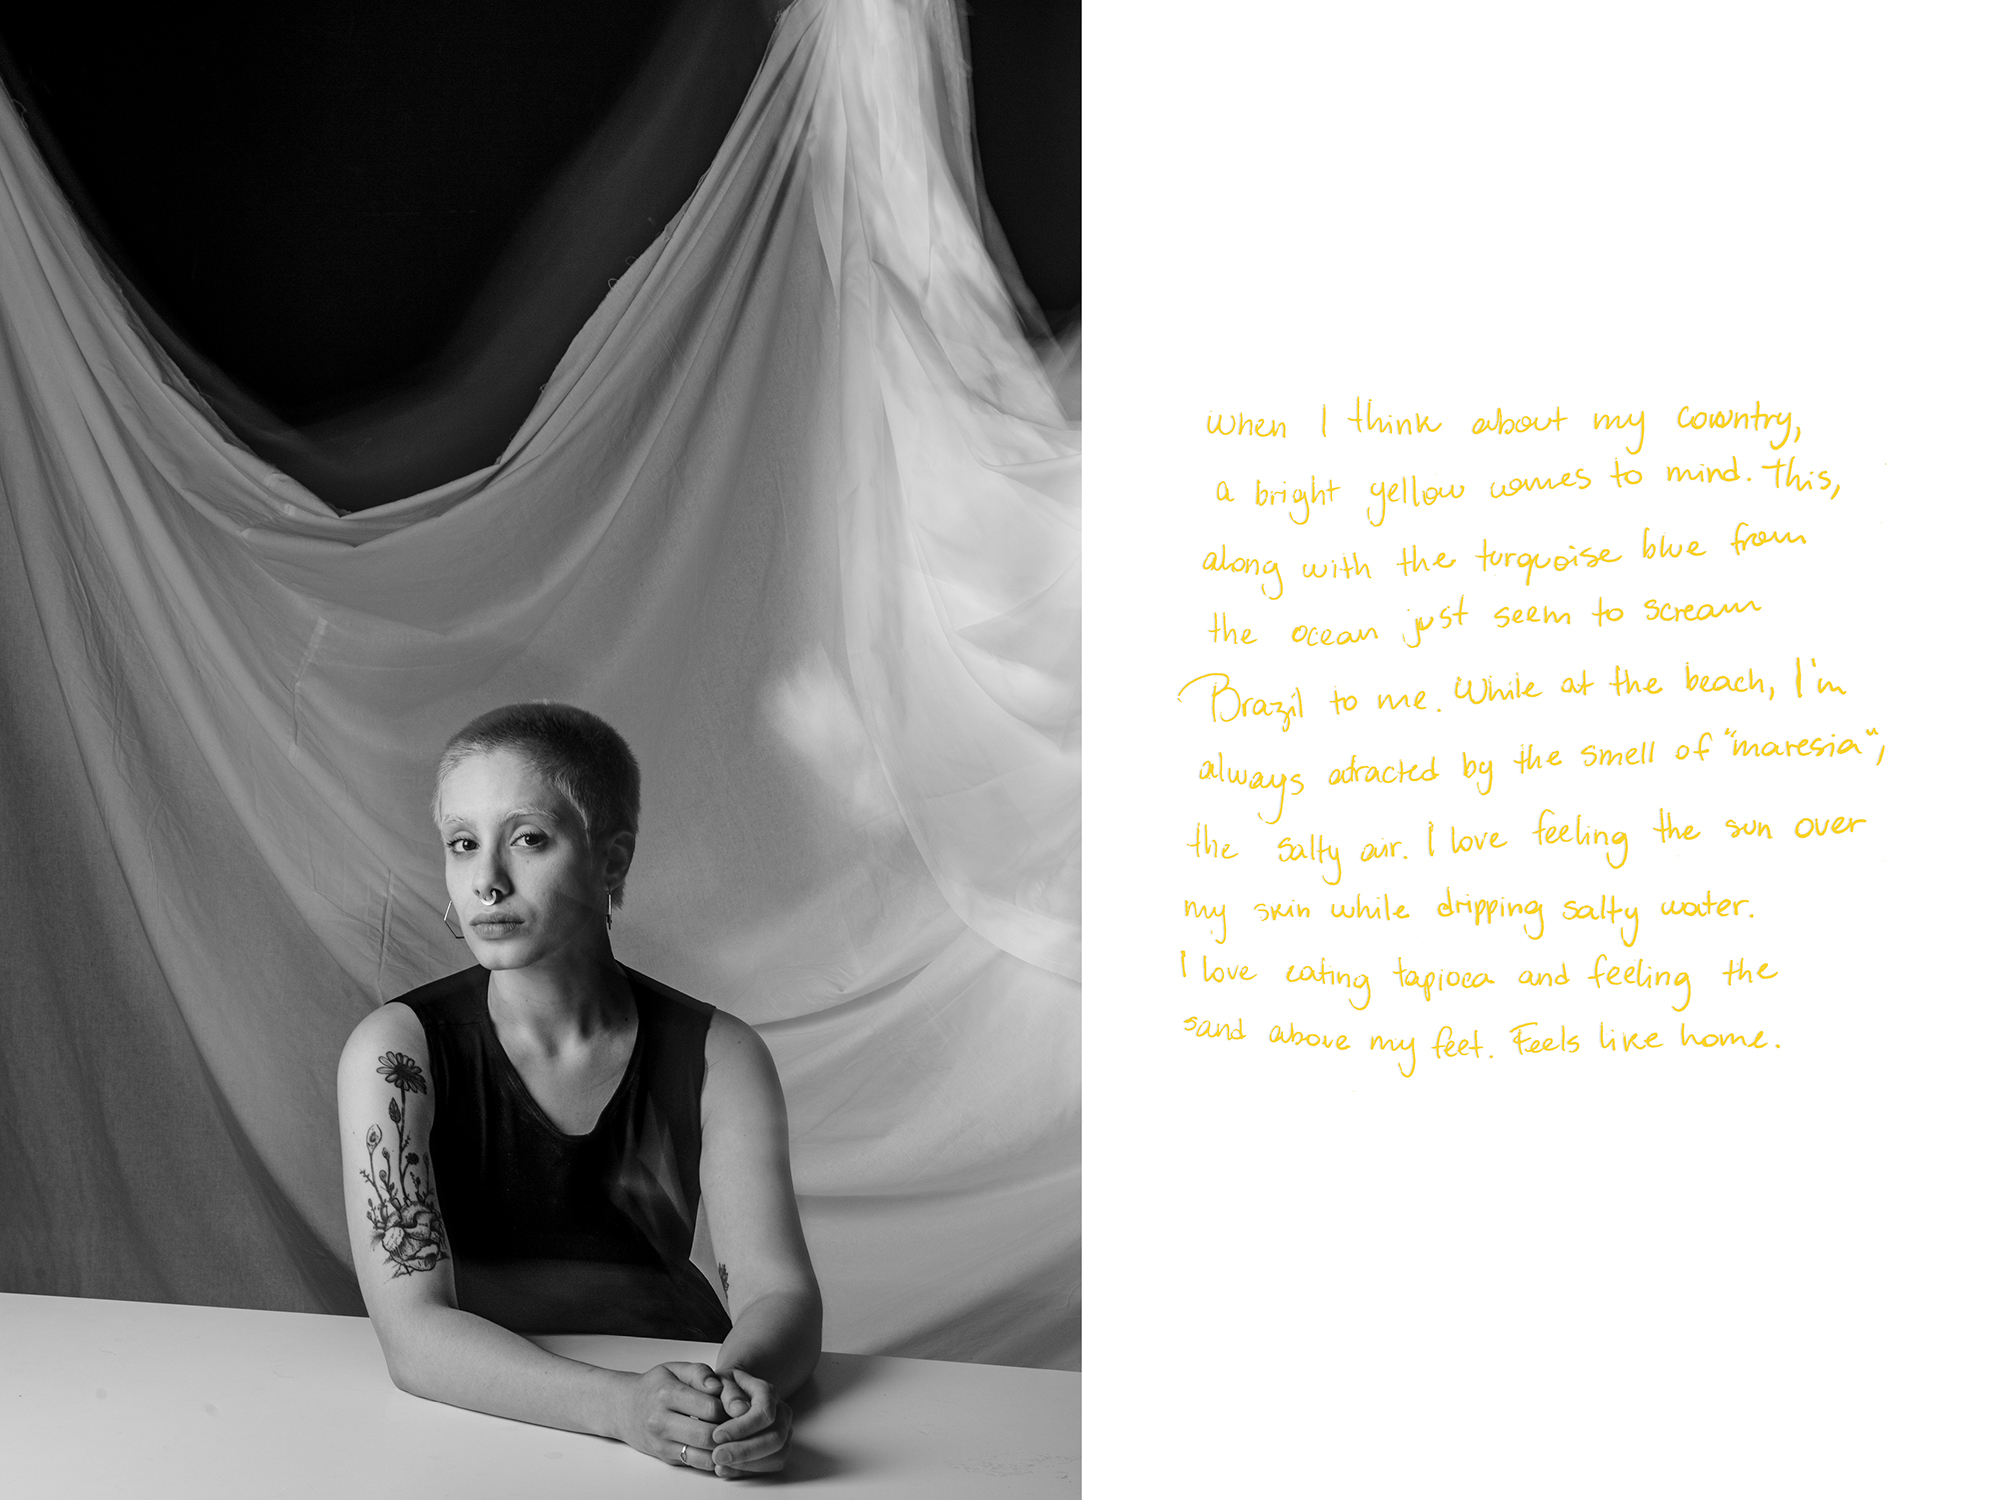 When I think about my country,
a bright yellow comes to mind. This,
along with the turquoise blue from
the ocean just seem to scream
Brazil to me. While at the beach, I'm
always atracted by the smell of "maresia",
the salty air. I love feeling the sun over
my skin while dripping salty water.
I love eating tapioca and feeling the
sand above my feet. Feels like home.